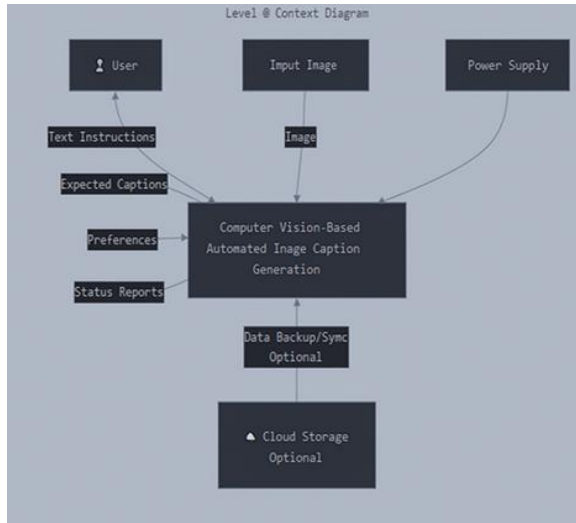 Level 0 Context Diagram
User
Input Image
Power Supply
Text Instructions
Image
Expected Captions
Preferences
Status Reports
Computer Vision-Based
Automated Image Caption
Generation
Data Backup/Symc
Optional
Cloud Storage
Optional